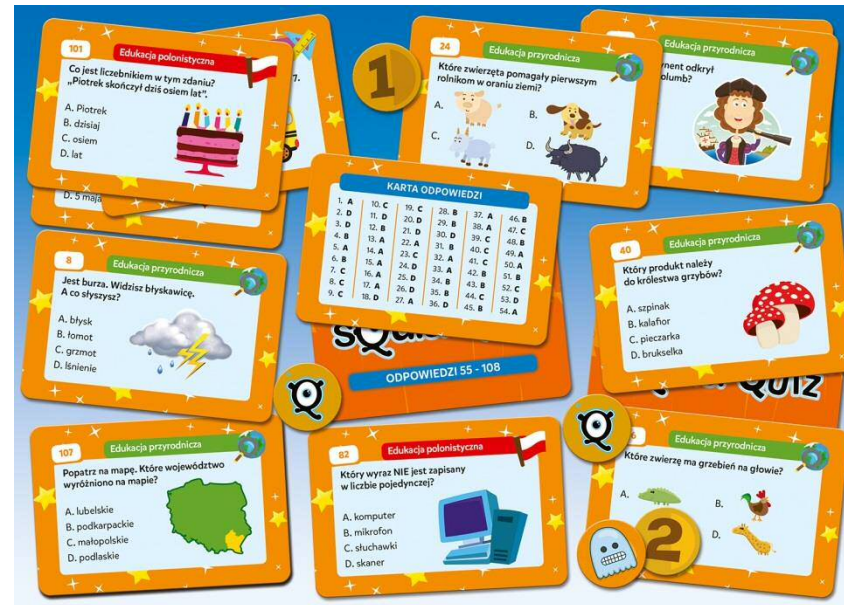 101
Edukacja polonistyczna
Co jest liczebnikiem w tym zdaniu?
„Piotrek skończył dziś osiem lat”.
A. Piotrek
B. dzisiaj
C. osiem
D. lat
7.
D. 5 maja
1
24
Edukacja przyrodnicza
Które zwierzęta pomagały pierwszym
rolnikom w oraniu ziemi?
A.
B.
C.
D.
Edukacja przyrodnicza
nent odkrył
olumb?
KARTA ODPOWIEDZI
1. A 10. C 19. C 28. B 37. A 46. B
2. D 11. D 20. D 29. B 38. A 47. C
3. D 12. B 21. D 30. D 39. C 48. B
4. B 13. A 22. A 31. B 40. C 49. A
5. A 14. A 23. C 32. A 41. C 50. A
6. B 15. A 24. D 33. A 42. B 51. B
7. C 16. A 25. D 34. B 43. B 52. C
8. C 17. A 26. B 35. B 44. C 53. D
9. C 18. D 27. A 36. D 45. B 54. A
ODPOWIEDZI 55 - 108
8
Edukacja przyrodnicza
Jest burza. Widzisz błyskawicę.
A co słyszysz?
A. błysk
B. łomot
C. grzmot
D. lśnienie
40
Edukacja przyrodnicza
Który produkt należy
do królestwa grzybów?
A. szpinak
B. kalafior
C. pieczarka
D. brukselka
QUIZ
Q
Q
107
Edukacja przyrodnicza
Popatrz na mapę. Które województwo
wyróżniono na mapie?
A. lubelskie
B. podkarpackie
C. małopolskie
D. podlaskie
82
Edukacja polonistyczna
Który wyraz NIE jest zapisany
w liczbie pojedynczej?
A. komputer
B. mikrofon
C. słuchawki
D. skaner
6
Edukacja przyrodnicza
Które zwierzę ma grzebień na głowie?
A.
B.
D.
2